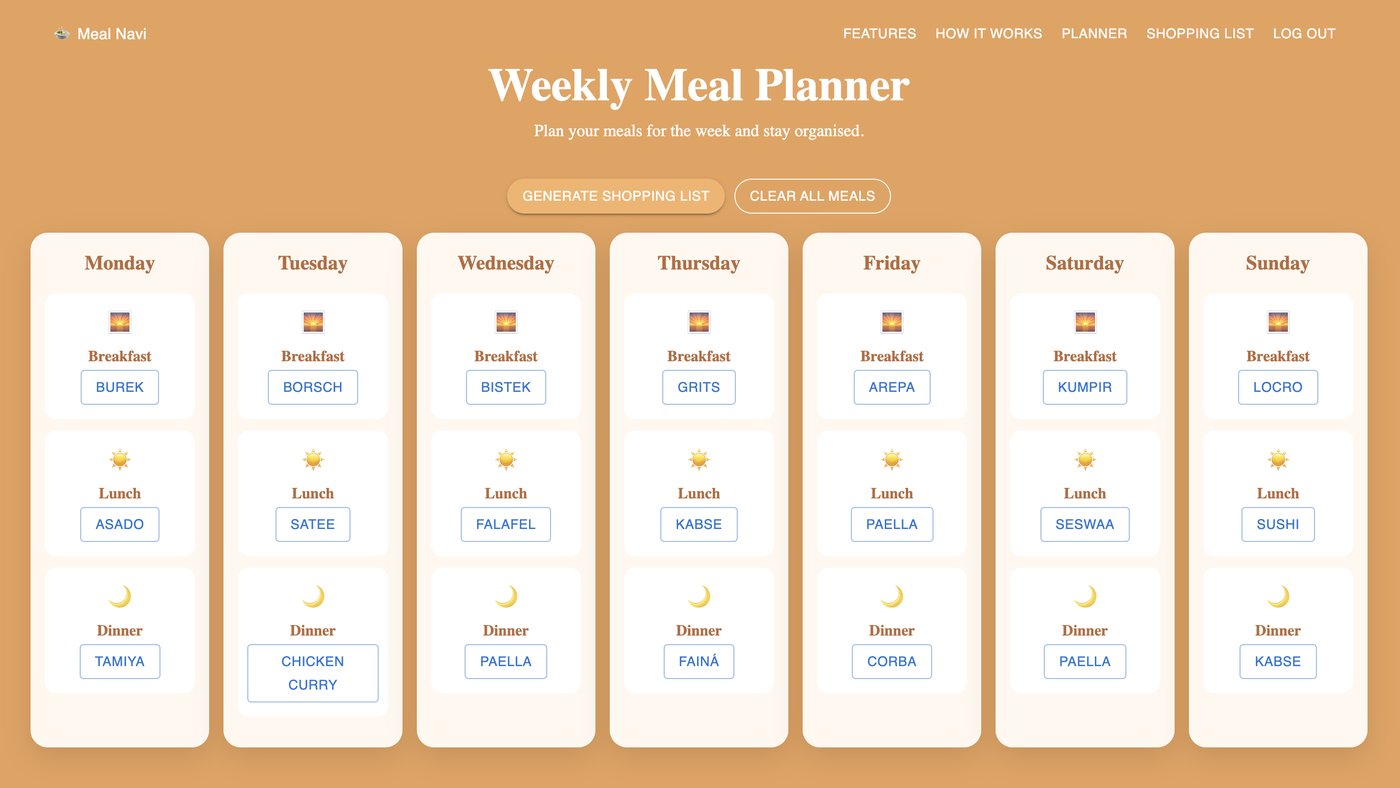 Meal Navi
FEATURES HOW IT WORKS PLANNER SHOPPING LIST LOG OUT
Weekly Meal Planner
Plan your meals for the week and stay organised.
GENERATE SHOPPING LIST CLEAR ALL MEALS
Monday
Breakfast
BUREK
Lunch
ASADO
Dinner
TAMIYA
Tuesday
Breakfast
BORSCH
Lunch
SATEE
Dinner
CHICKEN
CURRY
Wednesday
Breakfast
BISTEK
Lunch
FALAFEL
Dinner
PAELLA
Thursday
Breakfast
GRITS
Lunch
KABSE
Dinner
FAINÁ
Friday
Breakfast
AREPA
Lunch
PAELLA
Dinner
CORBA
Saturday
Breakfast
KUMPIR
Lunch
SESWAA
Dinner
PAELLA
Sunday
Breakfast
LOCRO
Lunch
SUSHI
Dinner
KABSE